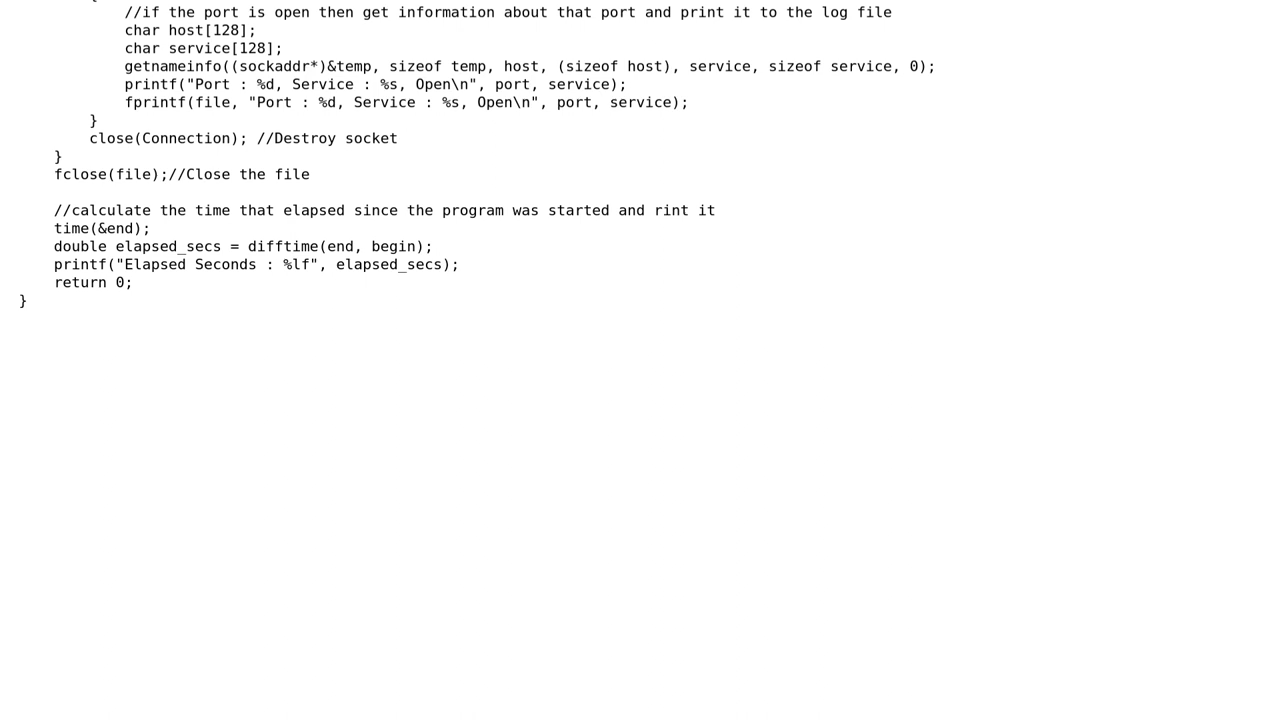 //if the port is open then get information about that port and print it to the log file
char host[128];
char service[128];
getnameinfo((sockaddr*)&temp, sizeof temp, host, (sizeof host), service, sizeof service, 0);
printf("Port : %d, Service : %s, Open\n", port, service);
fprintf(file, "Port : %d, Service : %s, Open\n", port, service);
}
close(Connection); //Destroy socket
}
fclose(file);//Close the file
//calculate the time that elapsed since the program was started and rint it
time(&end);
double elapsed_secs = difftime(end, begin);
printf("Elapsed Seconds : %lf", elapsed_secs);
return 0;
}